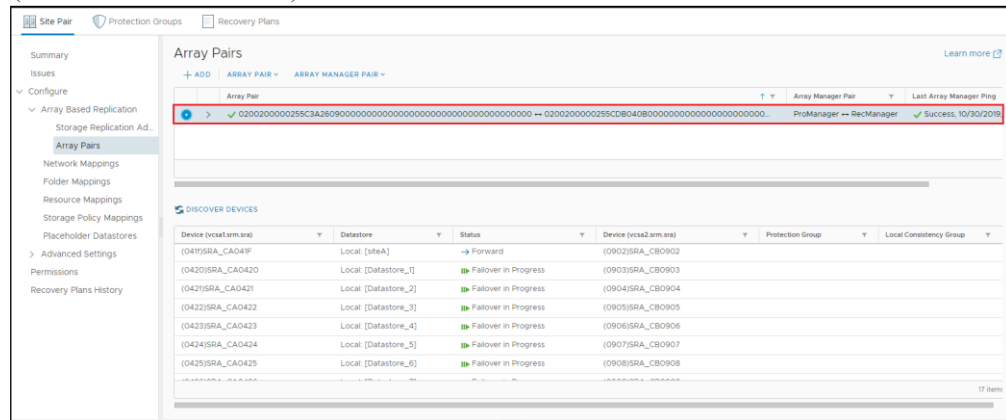 Site Pair Protection Groups Recovery Plans
Summary
Issues
Configure
Array Based Replication
Storage Replication Ad...
Array Pairs
Network Mappings
Folder Mappings
Resource Mappings
Storage Policy Mappings
Placeholder Datastores
Advanced Settings
Permissions
Recovery Plans History
Array Pairs Learn more
+ ADD ARRAY PAIR ARRAY MANAGER PAIR
Array Pair Array Manager Pair Last Array Manager Ping
ProManager ↔ RecManager Success, 10/30/2019,
DISCOVER DEVICES
Device (vcsa1.srm.sra) Datastore Status Device (vcsa2.srm.sra) Protection Group Local Consistency Group
(041f)SRA_CA041F Local: [siteA] → Forward (0902)SRA_CB0902
(0420)SRA_CA0420 Local: [Datastore_1] Failover in Progress (0903)SRA_CB0903
(0421)SRA_CA0421 Local: [Datastore_2] Failover in Progress (0904)SRA_CB0904
(0422)SRA_CA0422 Local: [Datastore_3] Failover in Progress (0905)SRA_CB0905
(0423)SRA_CA0423 Local: [Datastore_4] Failover in Progress (0906)SRA_CB0906
(0424)SRA_CA0424 Local: [Datastore_5] Failover in Progress (0907)SRA_CB0907
(0425)SRA_CA0425 Local: [Datastore_6] Failover in Progress (0908)SRA_CB0908
17 items